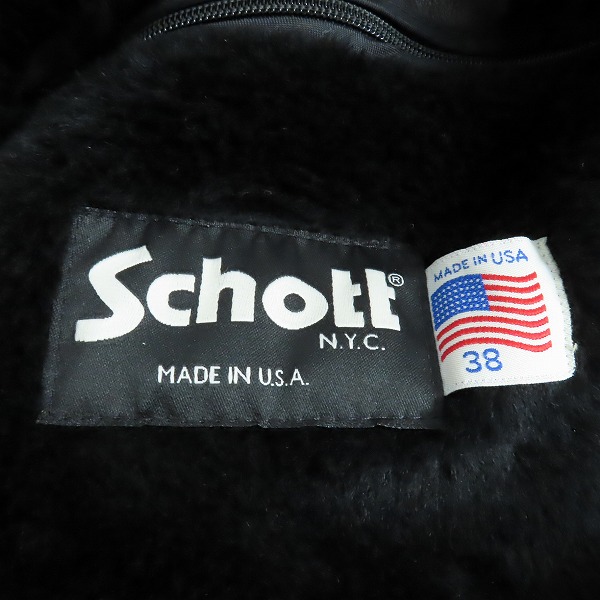 Schott®
N.Y.C.
MADE IN U.S.A.
MADE IN USA
38